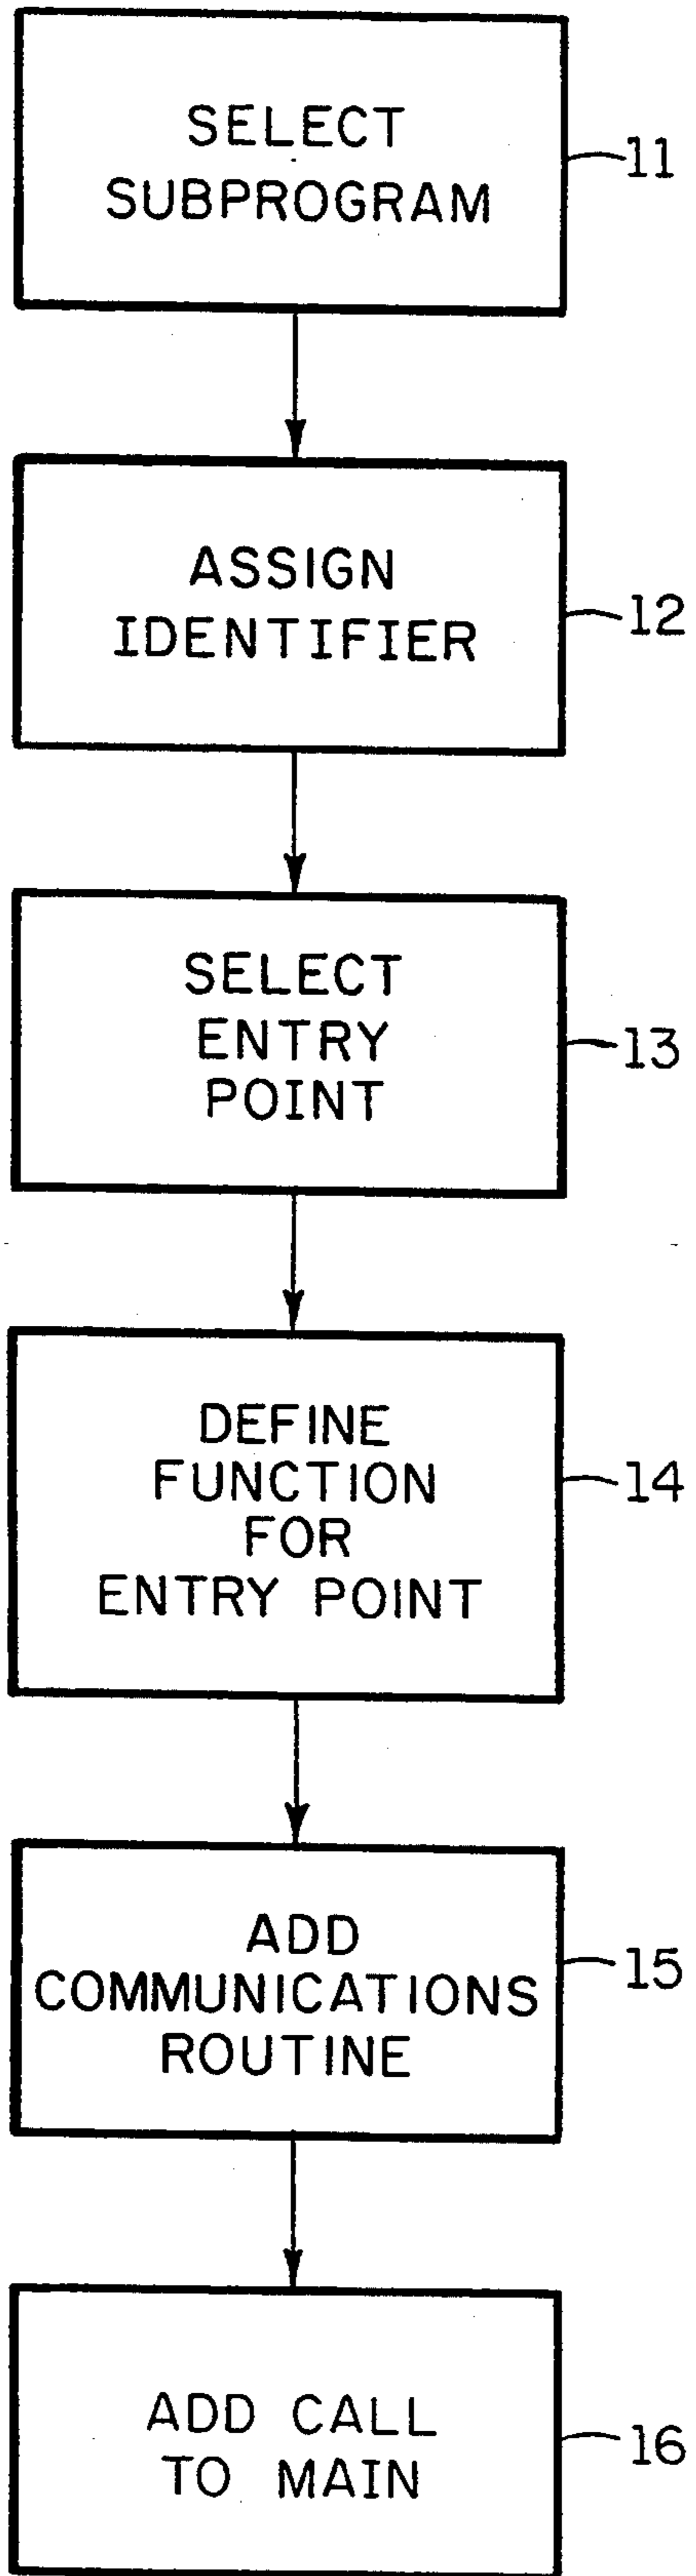 SELECT
SUBPROGRAM
11
ASSIGN
IDENTIFIER
12
SELECT
ENTRY
POINT
13
DEFINE
FUNCTION
FOR
ENTRY POINT
14
ADD
COMMUNICATIONS
ROUTINE
15
ADD CALL
TO MAIN
16